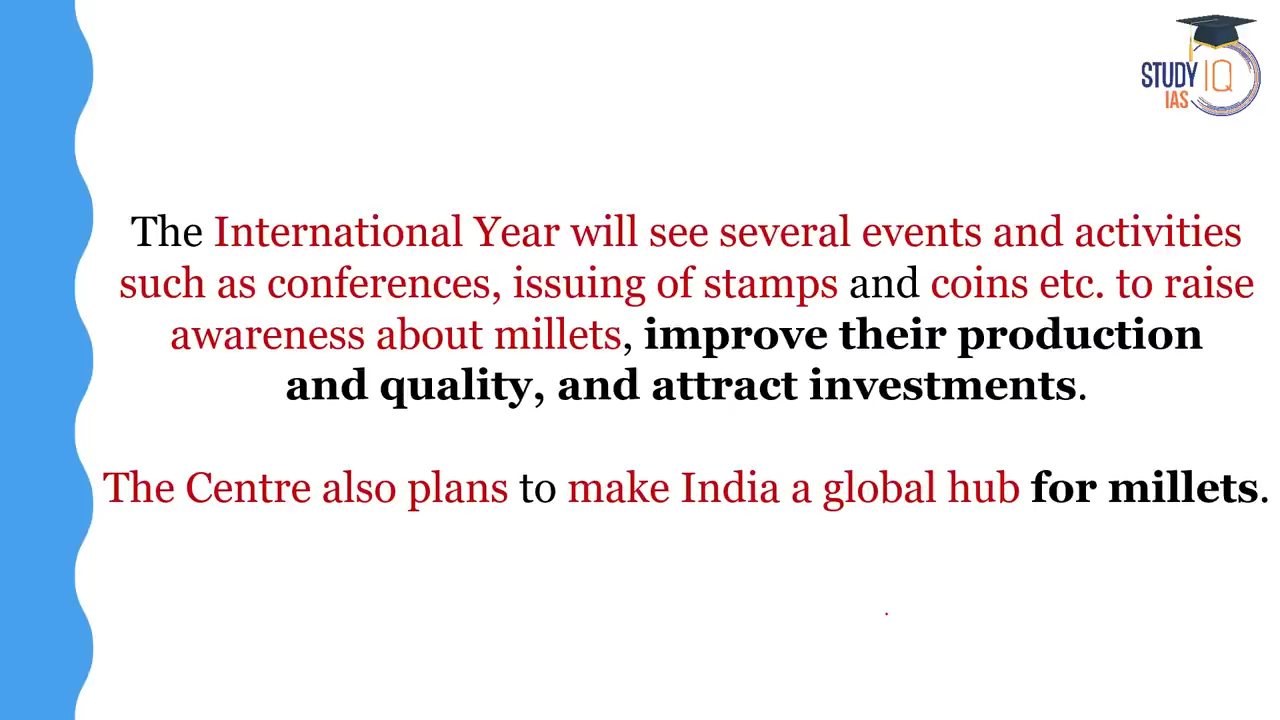 STUDY IQ
IAS
The International Year will see several events and activities
such as conferences, issuing of stamps and coins etc. to raise
awareness about millets, improve their production
and quality, and attract investments.
The Centre also plans to make India a global hub for millets.